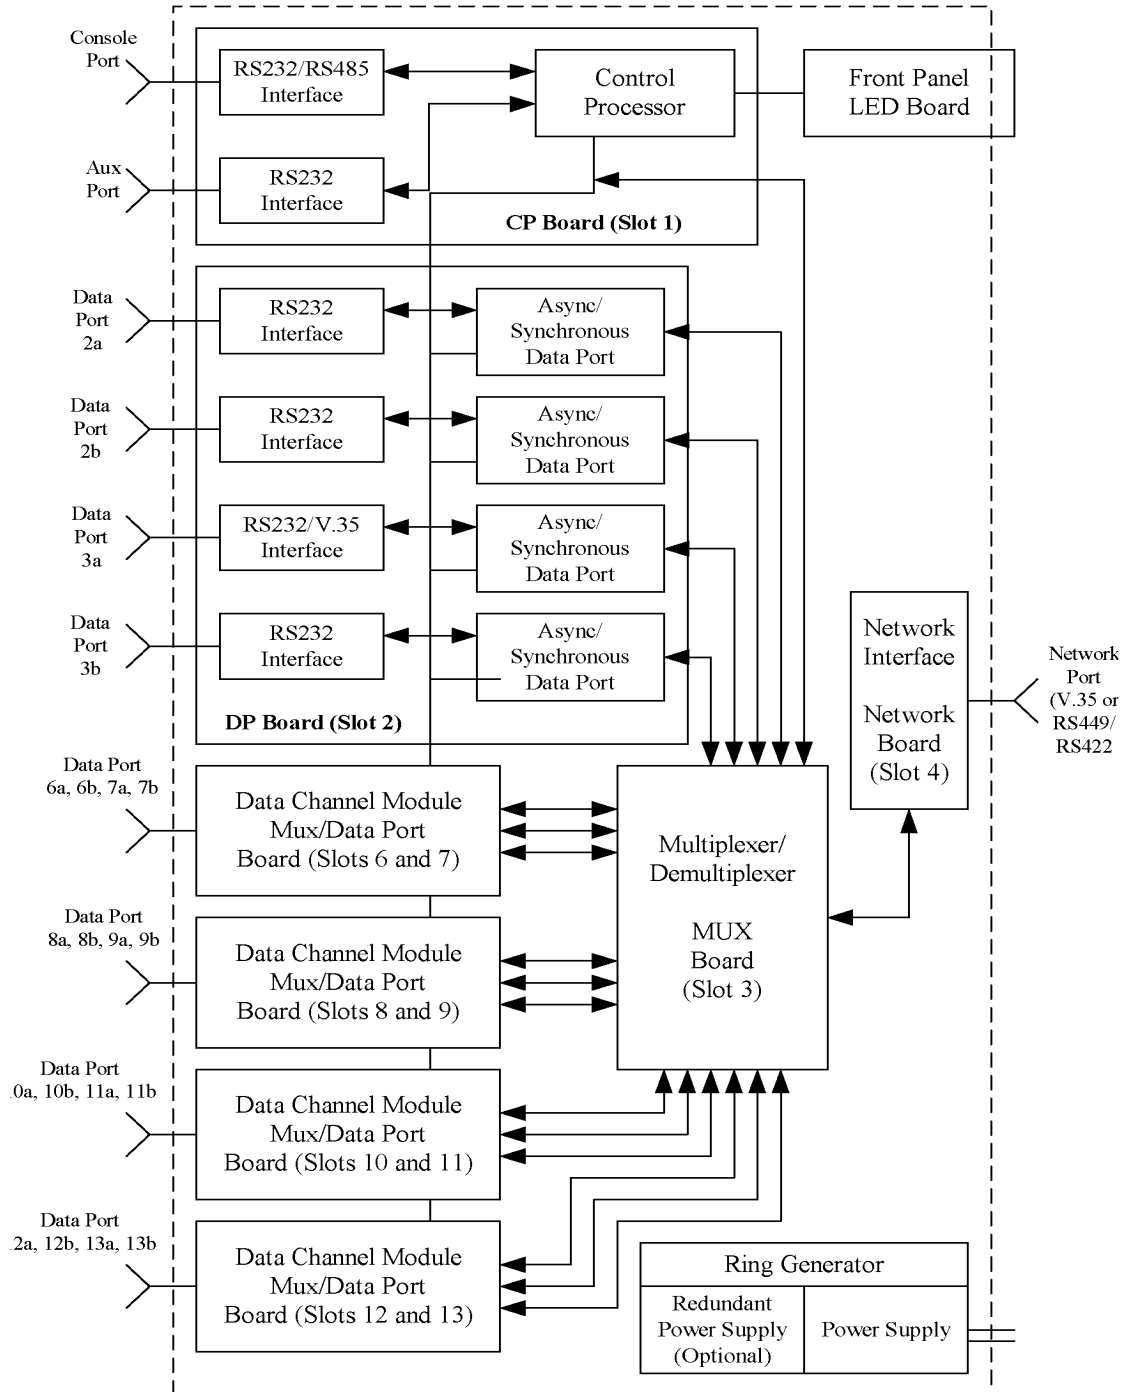 Console
Port
RS232/RS485
Interface
Control
Processor
Front Panel
LED Board
Aux
Port
RS232
Interface
CP Board (Slot 1)
Data
Port
2a
RS232
Interface
Async/
Synchronous
Data Port
Data
Port
2b
RS232
Interface
Async/
Synchronous
Data Port
Data
Port
3a
RS232/V.35
Interface
Async/
Synchronous
Data Port
Data
Port
3b
RS232
Interface
Async/
Synchronous
Data Port
DP Board (Slot 2)
Network
Interface
Network
Board
(Slot 4)
Network
Port
(V.35 or
RS449/
RS422
Data Port
6a, 6b, 7a, 7b
Data Channel Module
Mux/Data Port
Board (Slots 6 and 7)
Multiplexer/
Demultiplexer
MUX
Board
(Slot 3)
Data Port
8a, 8b, 9a, 9b
Data Channel Module
Mux/Data Port
Board (Slots 8 and 9)
Data Port
0a, 10b, 11a, 11b
Data Channel Module
Mux/Data Port
Board (Slots 10 and 11)
Data Port
2a, 12b, 13a, 13b
Data Channel Module
Mux/Data Port
Board (Slots 12 and 13)
Ring Generator
Redundant
Power Supply
(Optional)
Power Supply